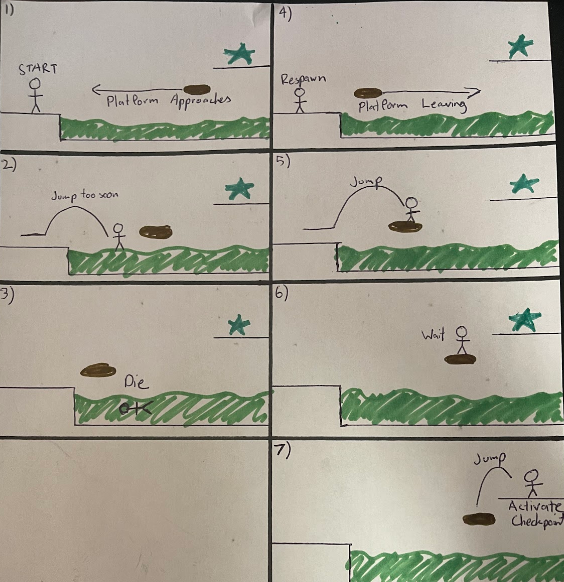 1)
START
Platform Approaches
2)
Jump too soon
3)
Die
4)
Respawn
Platform Leaving
5)
Jump
6)
Wait
7)
Jump
Activate
Checkpoint